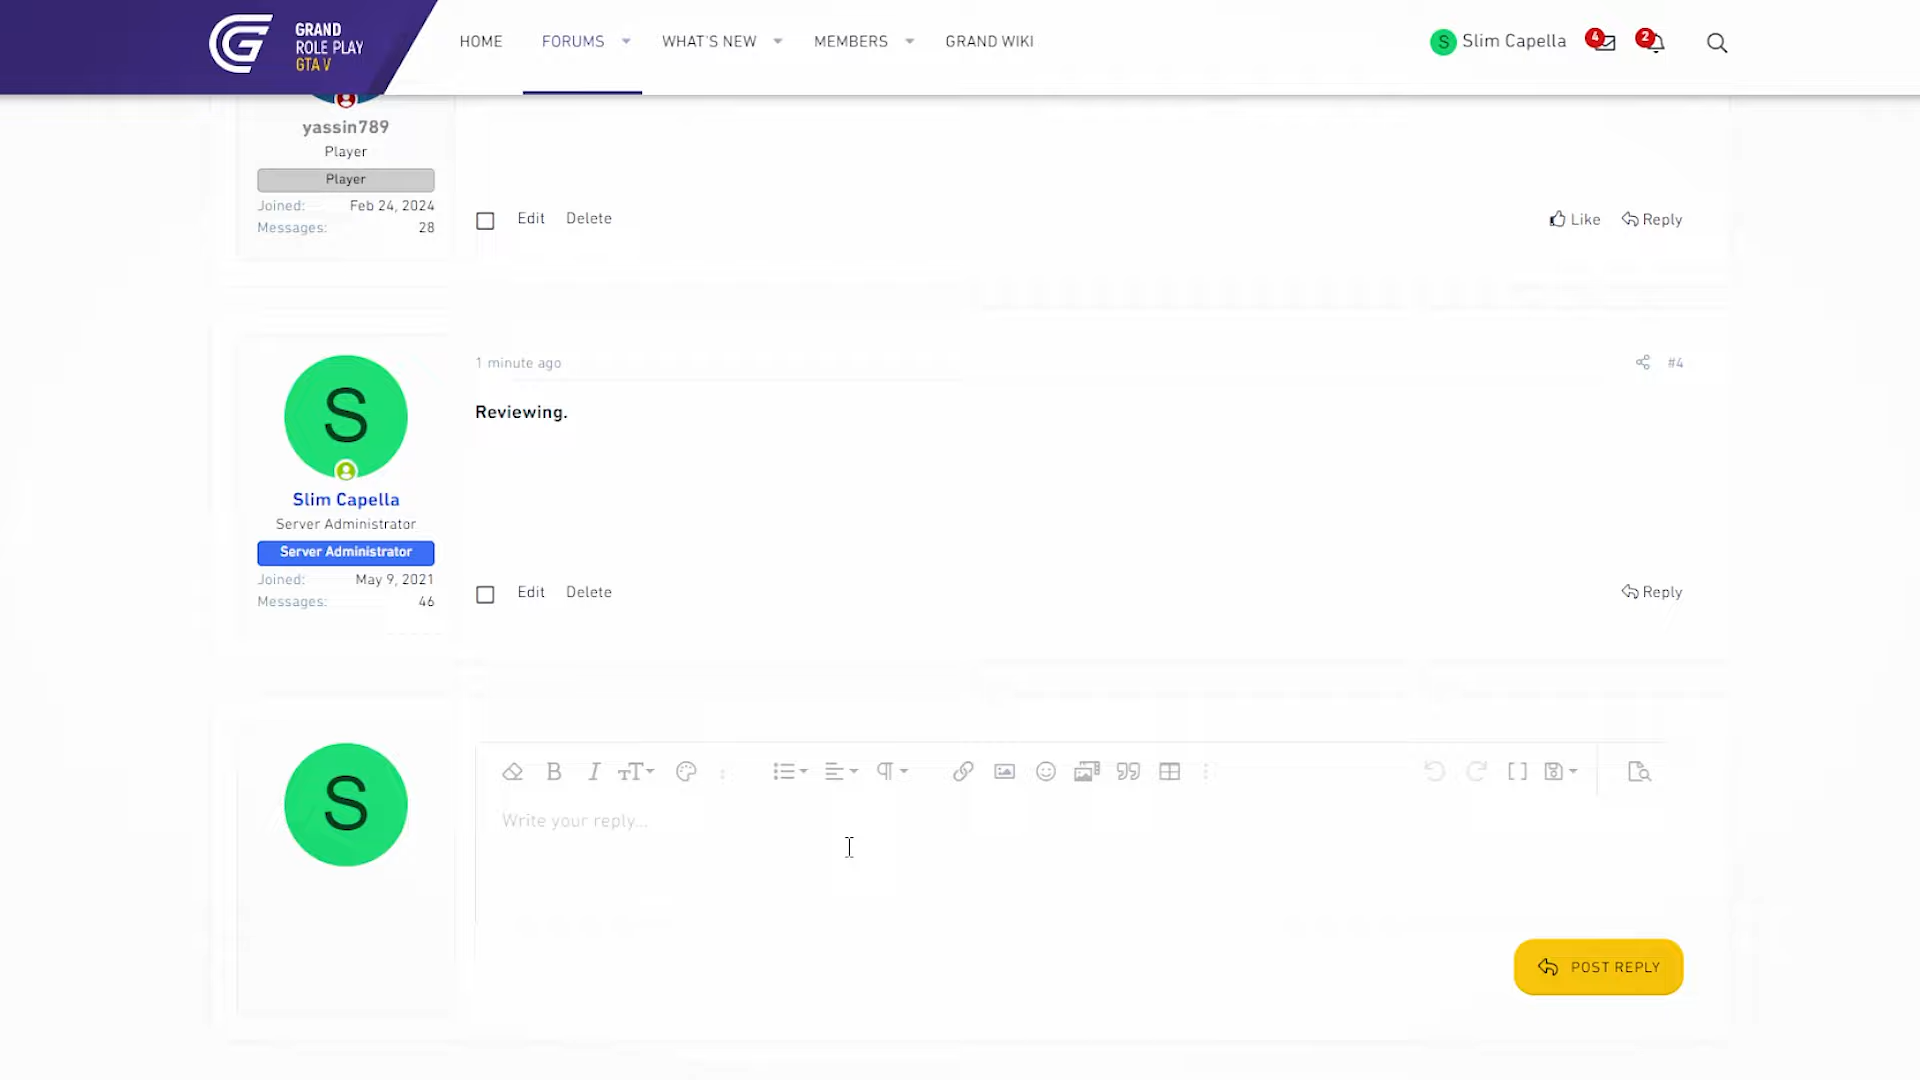 GRAND
ROLE PLAY
GTA V
HOME
FORUMS
WHAT'S NEW
MEMBERS
GRAND WIKI
S
Slim Capella
4
2
yassin789
Player
Player
Joined: Feb 24, 2024
Messages: 28
Edit
Delete
Like
Reply
S
Slim Capella
Server Administrator
Server Administrator
Joined: May 9, 2021
Messages: 46
1 minute ago
#4
Reviewing.
Edit
Delete
Reply
S
Write your reply...
POST REPLY